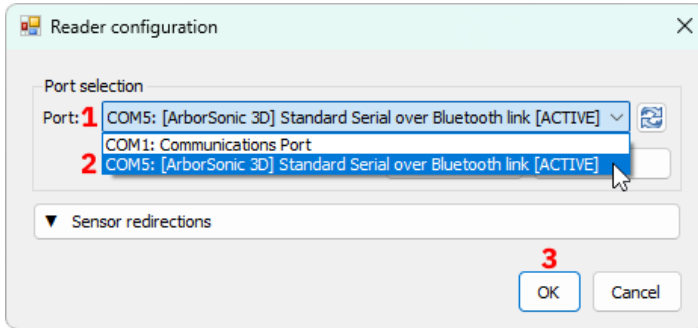 Reader configuration
Port selection
Port: 1 COM5: [ArborSonic 3D] Standard Serial over Bluetooth link [ACTIVE]
COM1: Communications Port
2 COM5: [ArborSonic 3D] Standard Serial over Bluetooth link [ACTIVE]
▼ Sensor redirections
3
OK Cancel